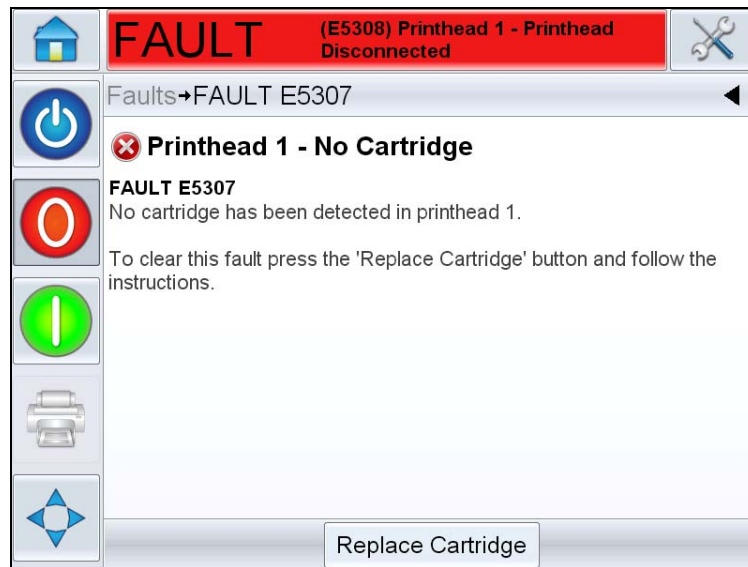 FAULT
(E5308) Printhead 1 - Printhead
Disconnected
Faults→FAULT E5307
Printhead 1 - No Cartridge
FAULT E5307
No cartridge has been detected in printhead 1.
To clear this fault press the 'Replace Cartridge' button and follow the
instructions.
Replace Cartridge